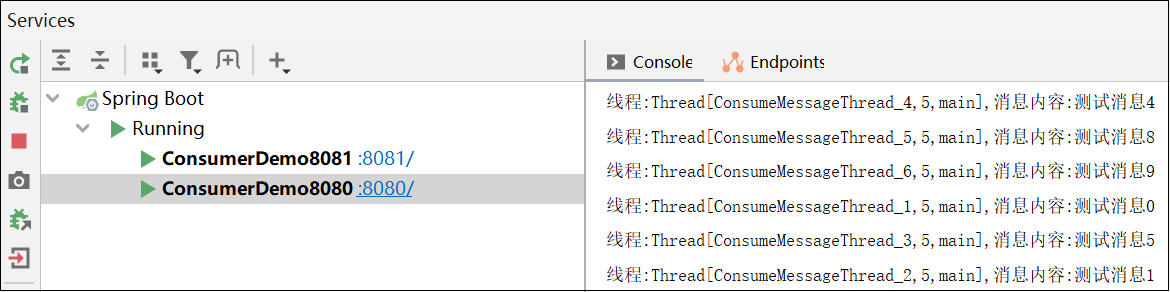 Services
Spring Boot
Running
ConsumerDemo8081 :8081/
ConsumerDemo8080 :8080/
Console
Endpoints
线程:Thread[ConsumeMessageThread_4,5,main],消息内容:测试消息4
线程:Thread[ConsumeMessageThread_5,5,main],消息内容:测试消息8
线程:Thread[ConsumeMessageThread_6,5,main],消息内容:测试消息9
线程:Thread[ConsumeMessageThread_1,5,main],消息内容:测试消息0
线程:Thread[ConsumeMessageThread_3,5,main],消息内容:测试消息5
线程:Thread[ConsumeMessageThread_2,5,main],消息内容:测试消息1